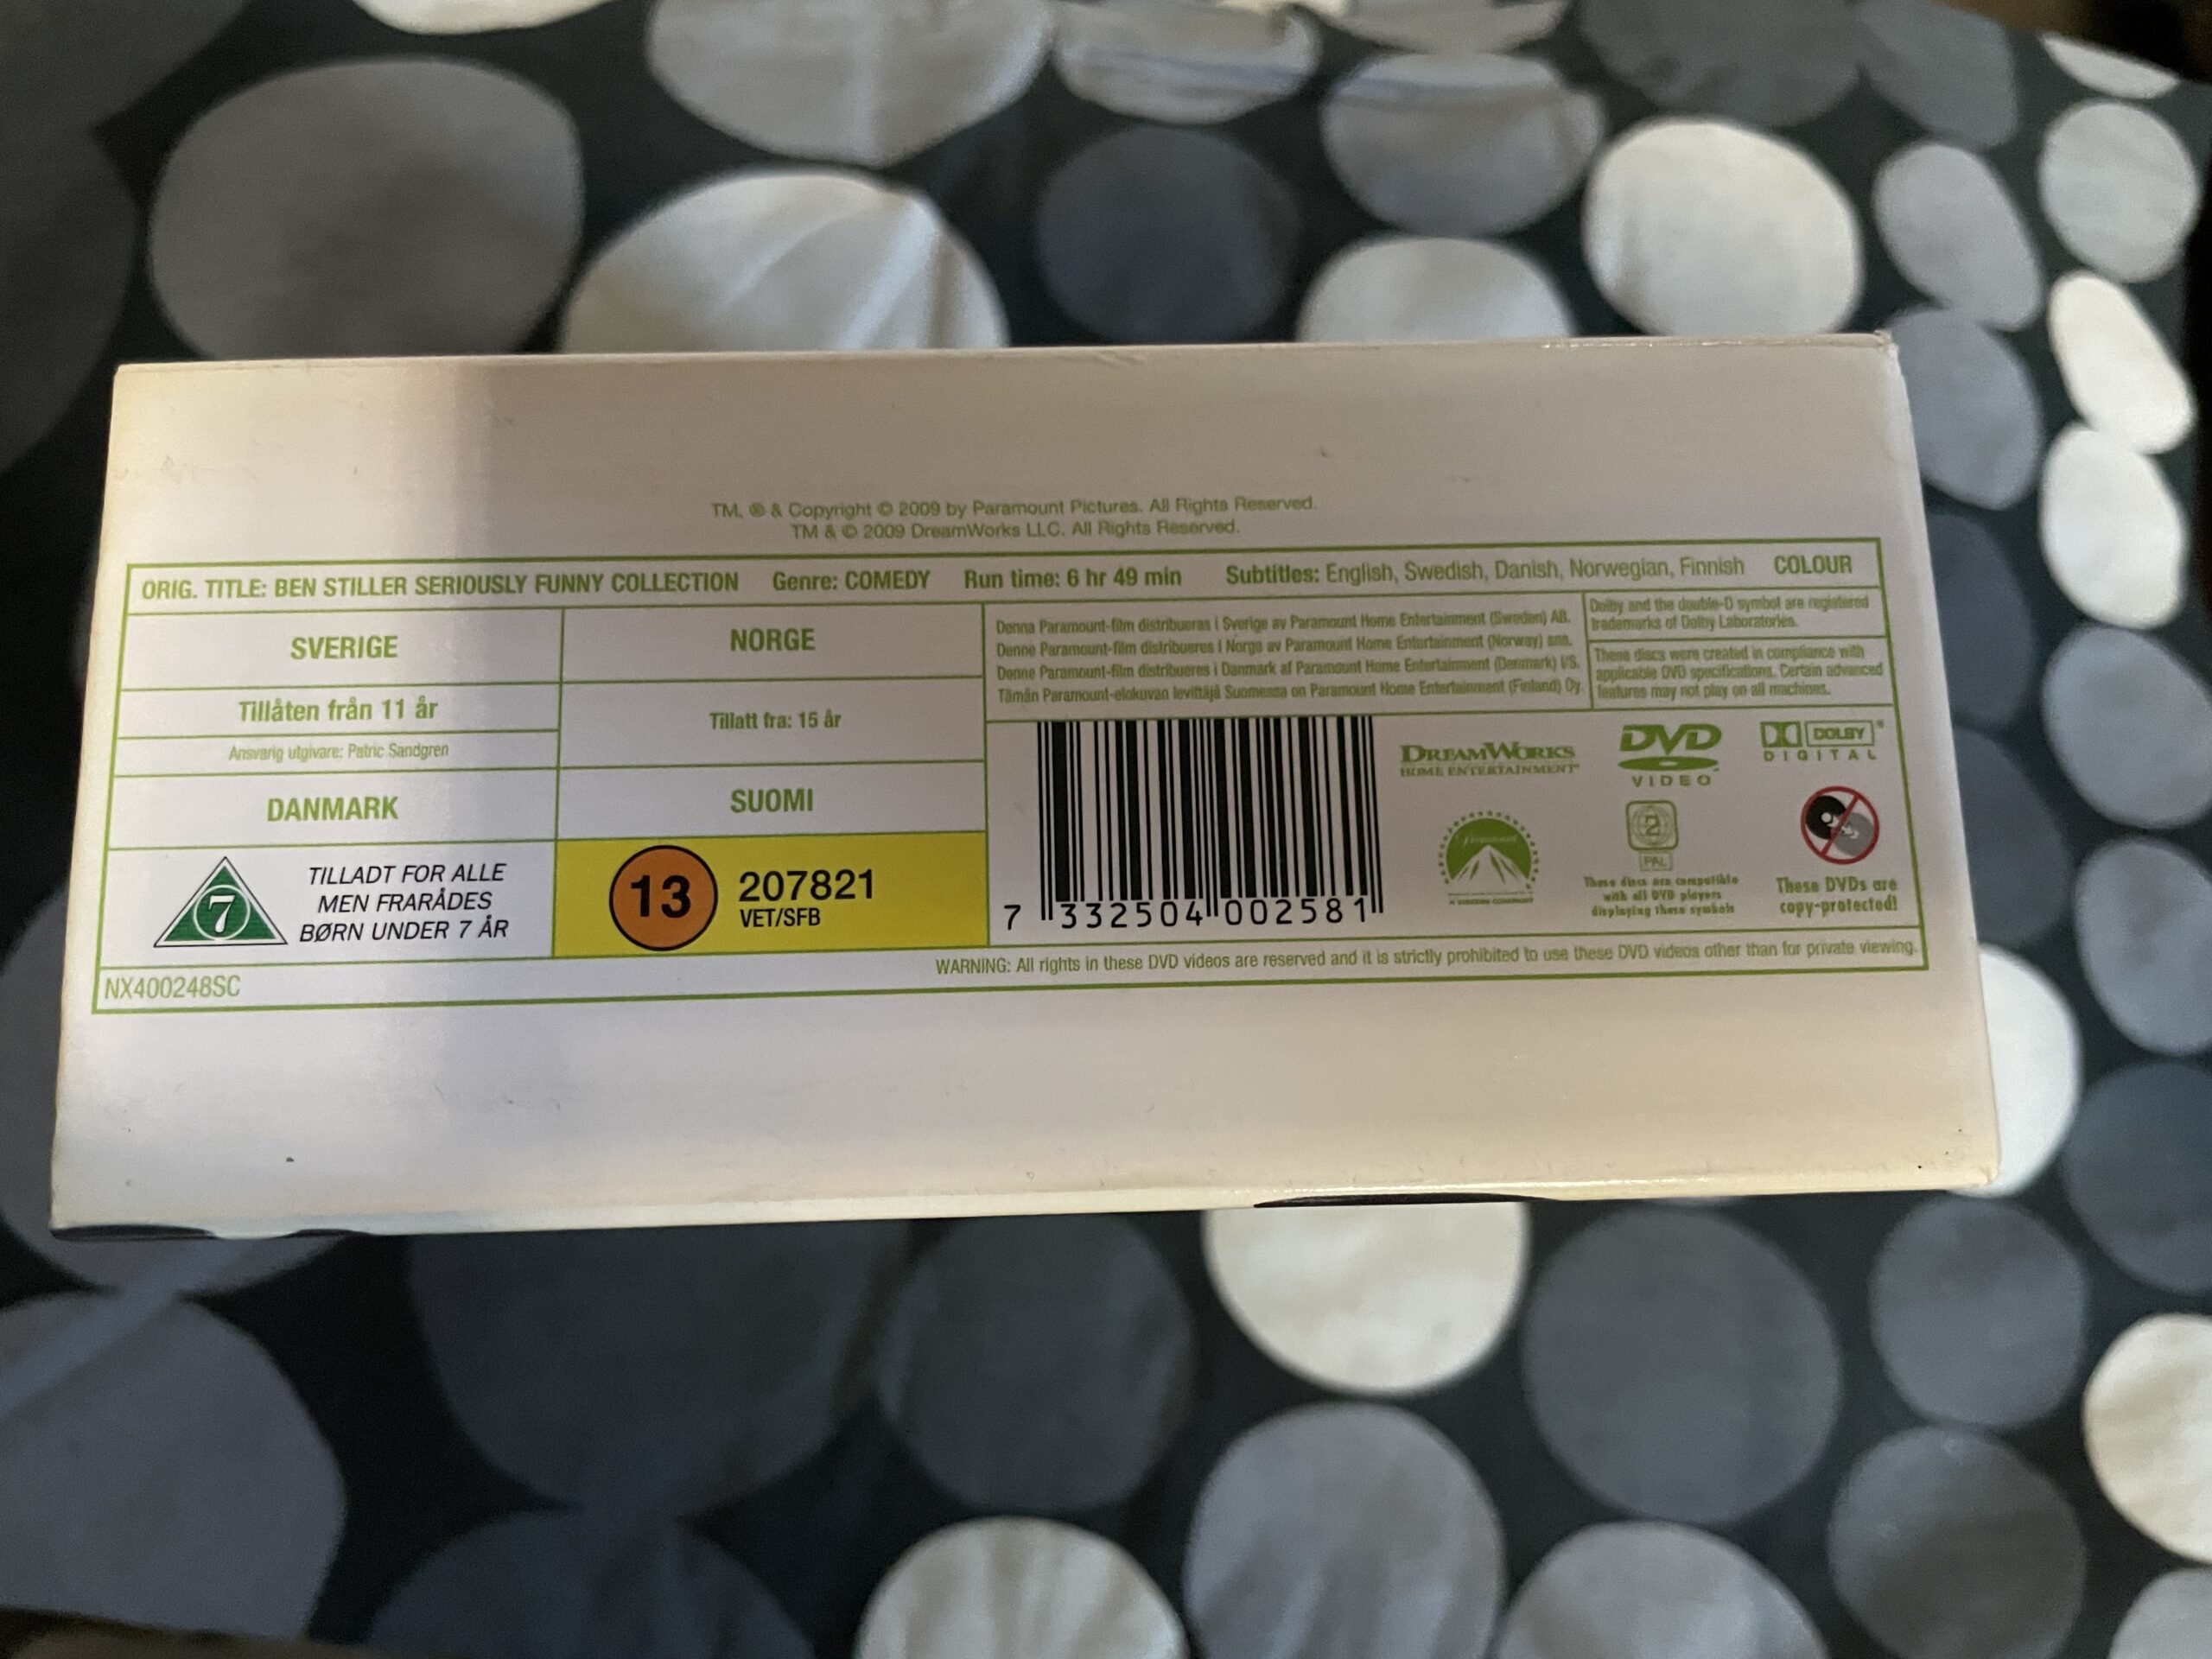 TM, ® & Copyright © 2009 by Paramount Pictures. All Rights Reserved.
TM & © 2009 DreamWorks LLC. All Rights Reserved.
ORIG. TITLE: BEN STILLER SERIOUSLY FUNNY COLLECTION Genre: COMEDY Run time: 6 hr 49 min Subtitles: English, Swedish, Danish, Norwegian, Finnish COLOUR
SVERIGE
Tillåten från 11 år
Ansvarig utgivare: Patric Sandgren
NORGE
Tillatt fra: 15 år
DANMARK
7
TILLADT FOR ALLE
MEN FRARÅDES
BØRN UNDER 7 ÅR
SUOMI
13
207821
VET/SFB
Denna Paramount-film distribueras i Sverige av Paramount Home Entertainment (Sweden) AB.
Denne Paramount-film distribueres i Norge av Paramount Home Entertainment (Norway) ans.
Denne Paramount-film distribueres i Danmark af Paramount Home Entertainment (Denmark) I/S.
Tämän Paramount-elokuvan levittäjä Suomessa on Paramount Home Entertainment (Finland) Oy.
Dolby and the double-D symbol are registered
trademarks of Dolby Laboratories.
These discs were created in compliance with
applicable DVD specifications. Certain advanced
features may not play on all machines.
7 332504 002581
DREAMWORKS
HOME ENTERTAINMENT
DVD
VIDEO
DOLBY
DIGITAL
Paramount
2
PAL
These discs are compatible
with all DVD players
displaying these symbols
These DVDs are
copy-protected!
NX400248SC
WARNING: All rights in these DVD videos are reserved and it is strictly prohibited to use these DVD videos other than for private viewing.